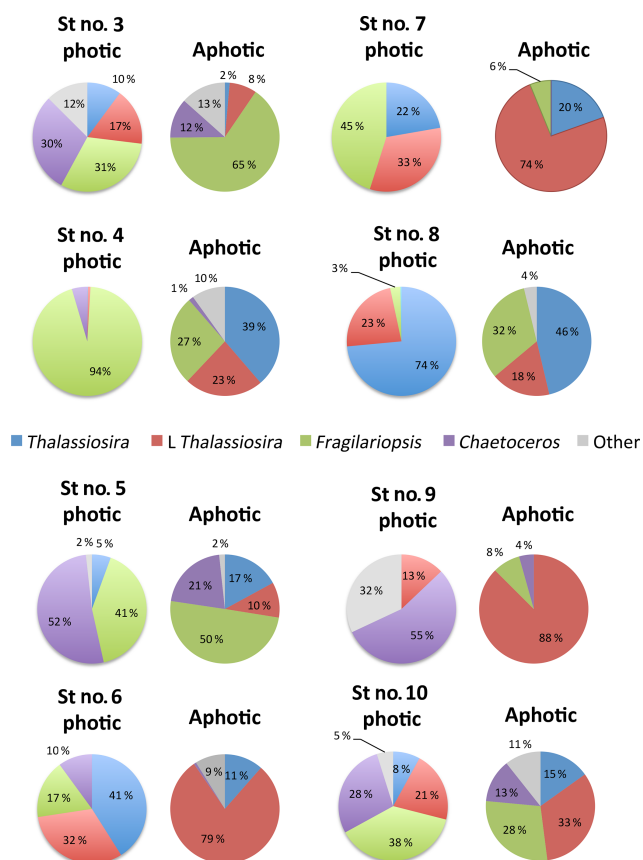 St no. 3
photic
Aphotic
St no. 7
photic
Aphotic
10 %
17 %
31 %
30 %
12 %
2 %
8 %
65 %
12 %
13 %
22 %
33 %
45 %
6 %
20 %
74 %
St no. 4
photic
Aphotic
St no. 8
photic
Aphotic
94%
1 %
10 %
39 %
23 %
27 %
3 %
23 %
74 %
4 %
46 %
18 %
32 %
Thalassiosira L Thalassiosira Fragilariopsis Chaetoceros Other
St no. 5
photic
Aphotic
St no. 9
photic
Aphotic
2 %
5 %
41 %
52 %
2 %
17 %
10 %
50 %
21 %
13 %
55 %
32 %
8 %
4 %
88 %
St no. 6
photic
Aphotic
St no. 10
photic
Aphotic
10 %
41 %
32 %
17 %
9 %
11 %
79 %
5 %
8 %
21 %
38 %
28 %
11 %
15 %
33 %
28 %
13 %